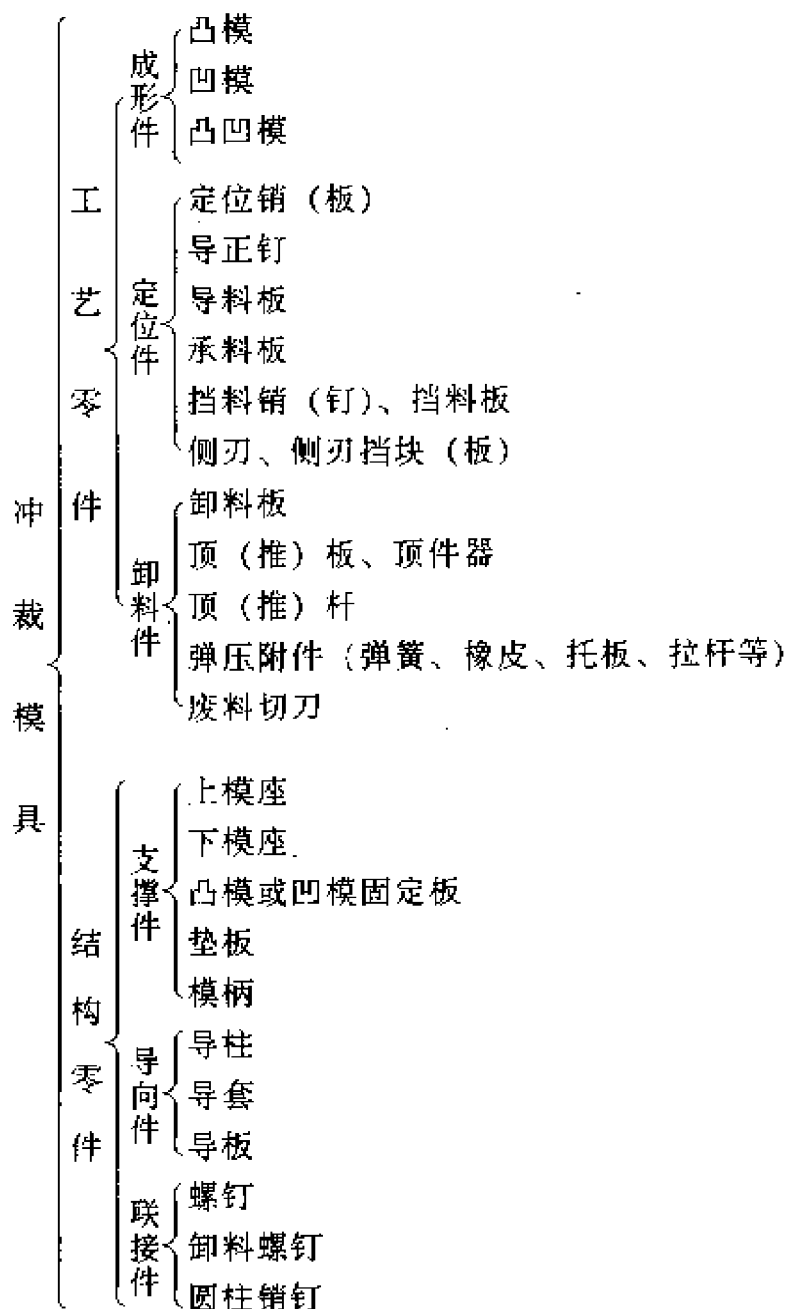 冲裁模具
工艺零件
成形件
凸模
凹模
凸凹模
定位件
定位销（板）
导正钉
导料板
承料板
挡料销（钉）、挡料板
侧刃、侧刃挡块（板）
卸料件
卸料板
顶（推）板、顶件器
顶（推）杆
弹压附件（弹簧、橡皮、托板、拉杆等）
废料切刀
结构零件
支撑件
上模座
下模座
凸模或凹模固定板
垫板
模柄
导向件
导柱
导套
导板
联接件
螺钉
卸料螺钉
圆柱销钉